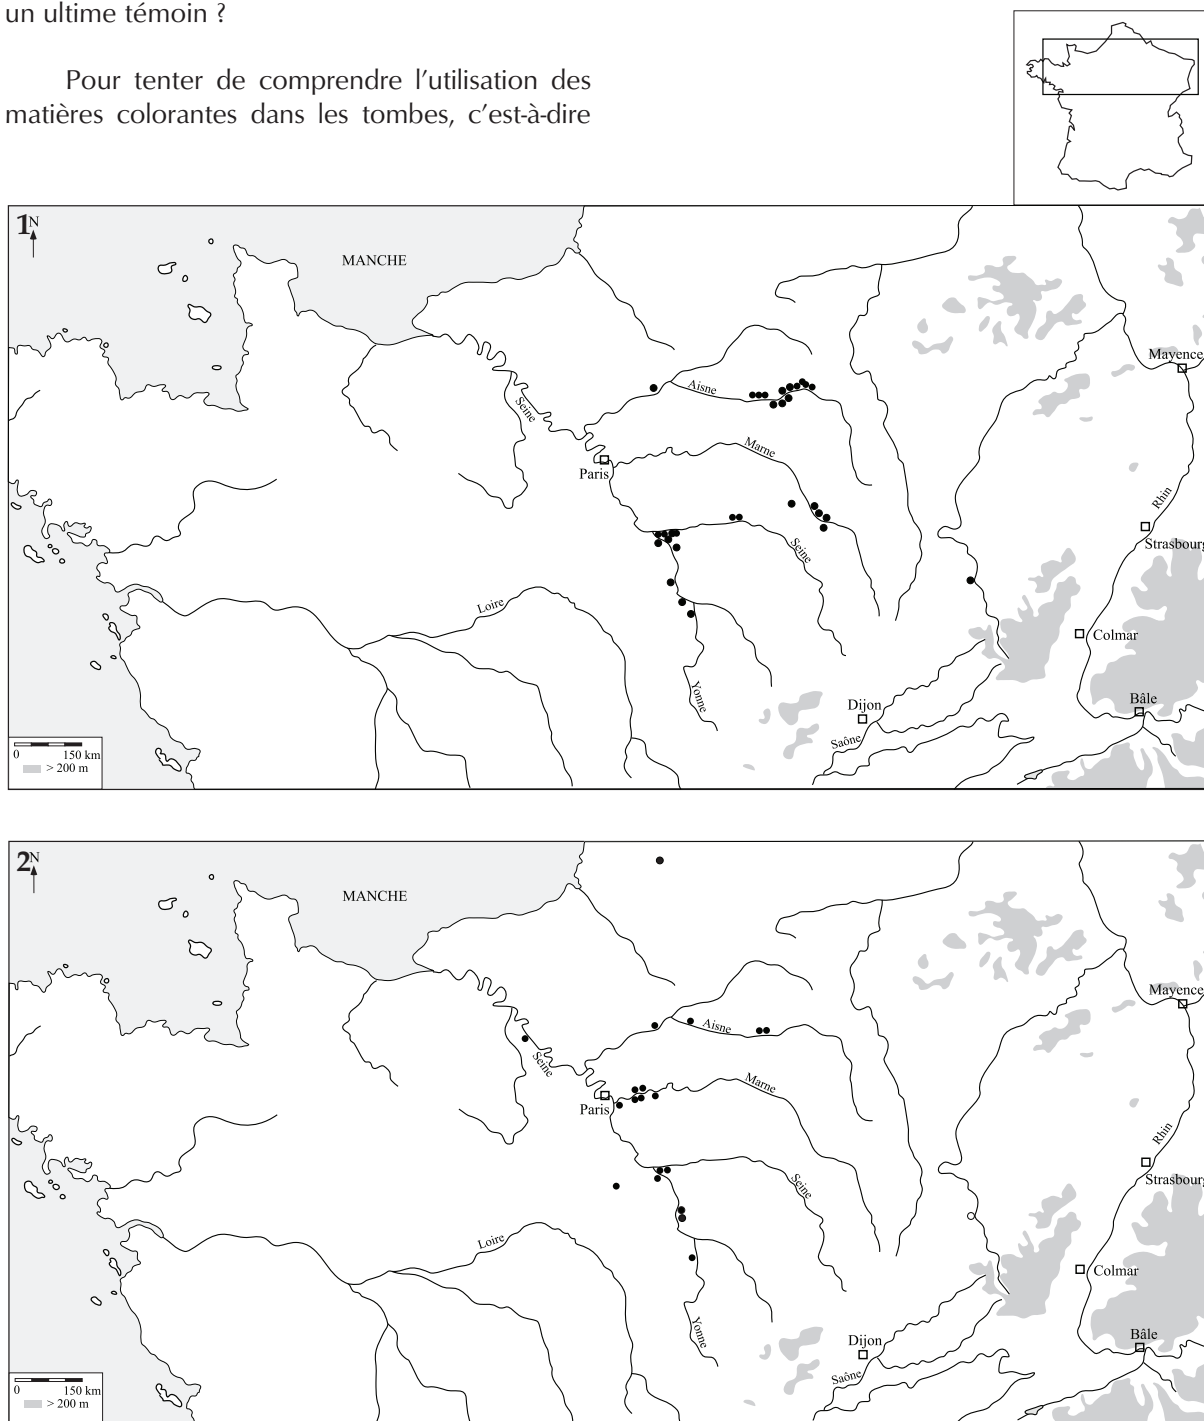 un ultime témoin ?
Pour tenter de comprendre l'utilisation des
matières colorantes dans les tombes, c'est-à-dire
1
N
MANCHE
Mayence
Aisne
Seine
Marne
Paris
Rhin
Strasbourg
Seine
Loire
Colmar
Yonne
Dijon
Bâle
Saône
0 150 km
> 200 m
2
N
MANCHE
Mayence
Aisne
Seine
Marne
Paris
Rhin
Strasbourg
Seine
Loire
Colmar
Yonne
Dijon
Bâle
Saône
0 150 km
> 200 m